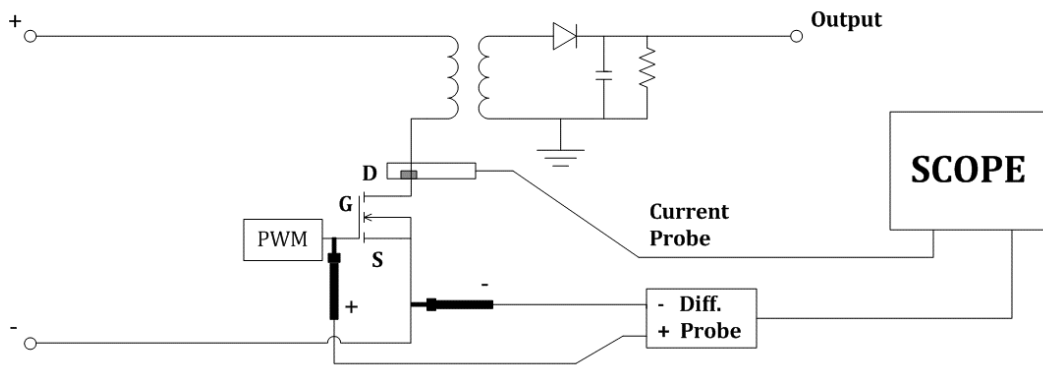 +
Output
D
SCOPE
G
Current
Probe
PWM
S
+
-
- Diff.
+ Probe
-